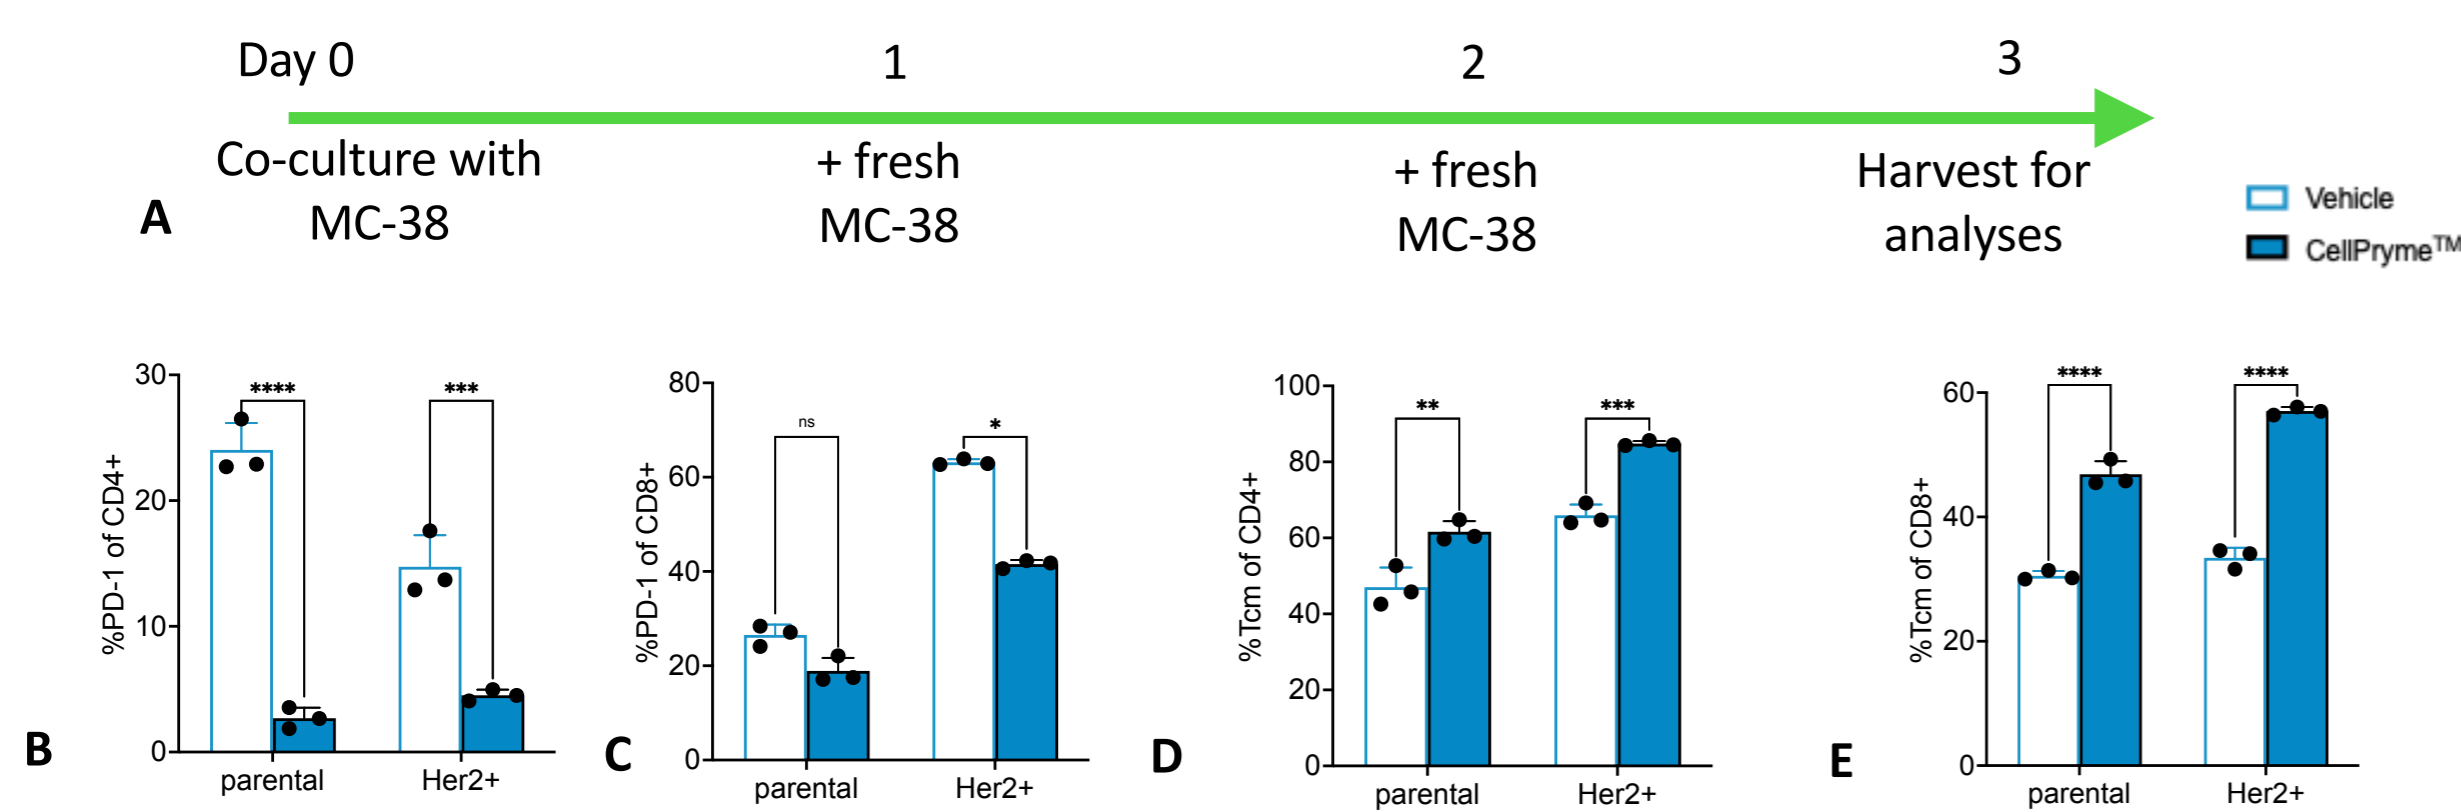 Day 0
1
2
3
Co-culture with
MC-38
+ fresh
MC-38
+ fresh
MC-38
Harvest for
analyses
A
Vehicle
CellPryme™
B
%PD-1 of CD4+
30
20
10
0
****
***
parental
Her2+
C
%PD-1 of CD8+
80
60
40
20
0
ns
*
parental
Her2+
D
%Tcm of CD4+
100
80
60
40
20
0
**
***
parental
Her2+
E
%Tcm of CD8+
60
40
20
0
****
****
parental
Her2+